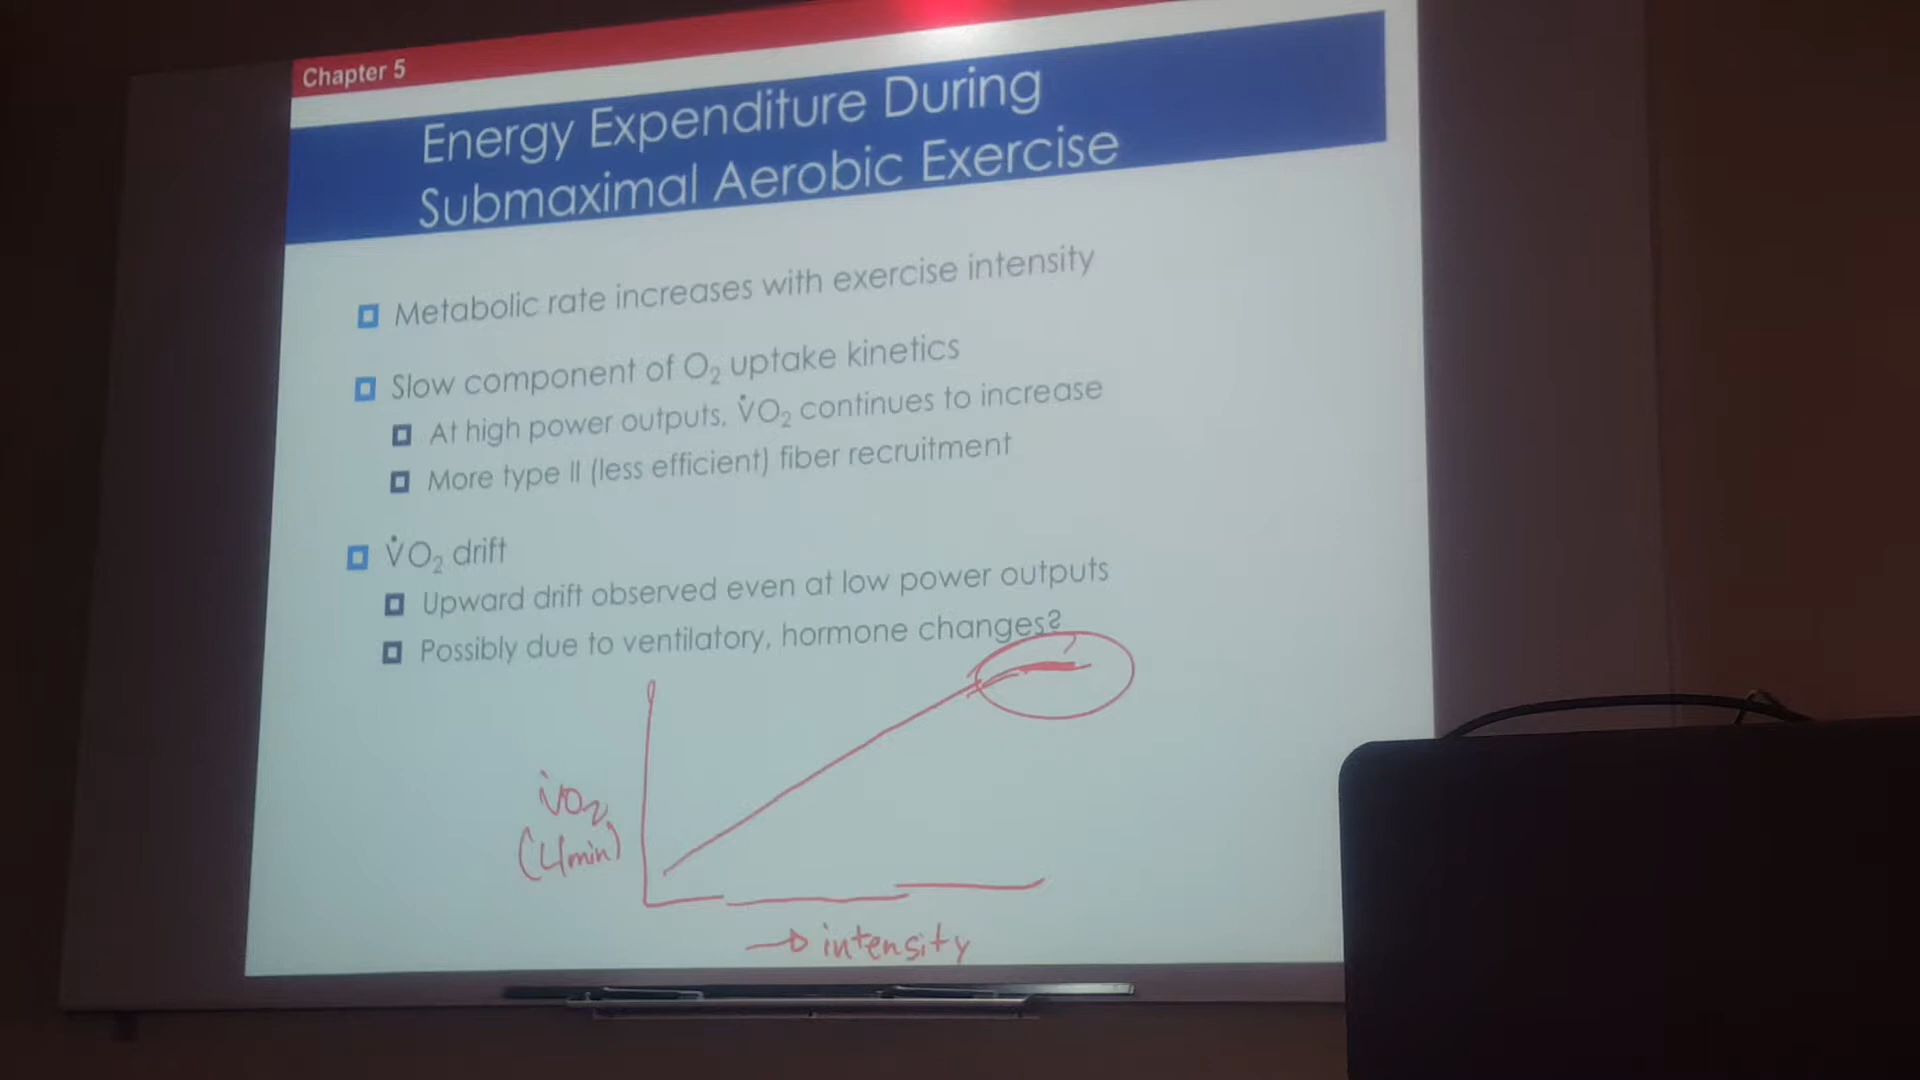 Chapter 5
Energy Expenditure During
Submaximal Aerobic Exercise
Metabolic rate increases with exercise intensity
Slow component of O₂ uptake kinetics
At high power outputs, V̇O₂ continues to increase
More type II (less efficient) fiber recruitment
V̇O₂ drift
Upward drift observed even at low power outputs
Possibly due to ventilatory, hormone changes?
V̇O₂
(L/min)
→ intensity